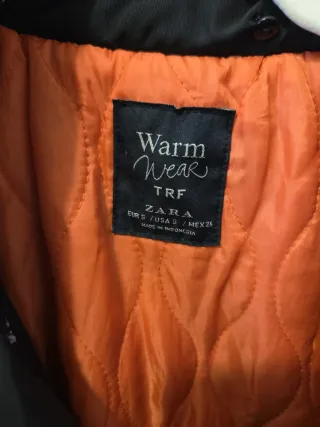 Warm
Wear
TRF
ZARA
EUR S / USA S / MEX 26
MADE IN INDONESIA